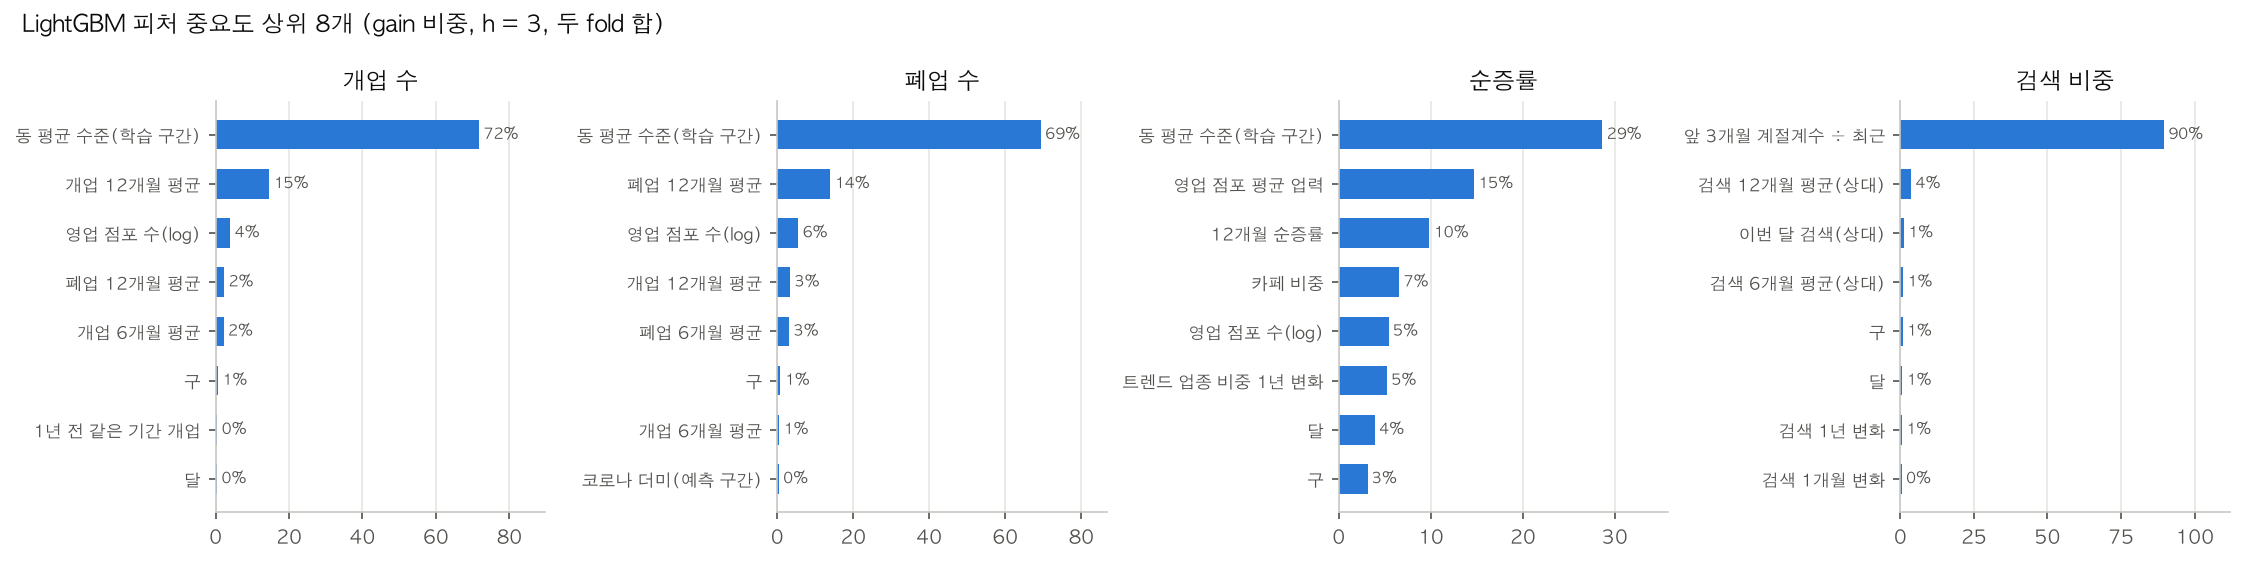 LightGBM 피처 중요도 상위 8개 (gain 비중, h = 3, 두 fold 합)
개업 수
동 평균 수준(학습 구간) 72%
개업 12개월 평균 15%
영업 점포 수(log) 4%
폐업 12개월 평균 2%
개업 6개월 평균 2%
구 1%
1년 전 같은 기간 개업 0%
달 0%
0 20 40 60 80
폐업 수
동 평균 수준(학습 구간) 69%
폐업 12개월 평균 14%
영업 점포 수(log) 6%
개업 12개월 평균 3%
폐업 6개월 평균 3%
구 1%
개업 6개월 평균 1%
코로나 더미(예측 구간) 0%
0 20 40 60 80
순증률
동 평균 수준(학습 구간) 29%
영업 점포 평균 업력 15%
12개월 순증률 10%
카페 비중 7%
영업 점포 수(log) 5%
트렌드 업종 비중 1년 변화 5%
달 4%
구 3%
0 10 20 30
검색 비중
앞 3개월 계절계수 ÷ 최근 90%
검색 12개월 평균(상대) 4%
이번 달 검색(상대) 1%
검색 6개월 평균(상대) 1%
구 1%
달 1%
검색 1년 변화 1%
검색 1개월 변화 0%
0 25 50 75 100